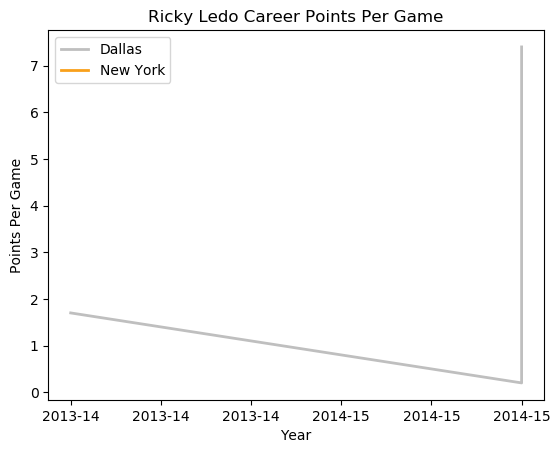 Ricky Ledo Career Points Per Game
Dallas
New York
Points Per Game
7
6
5
4
3
2
1
0
2013-14 2013-14 2013-14 2014-15 2014-15 2014-15
Year